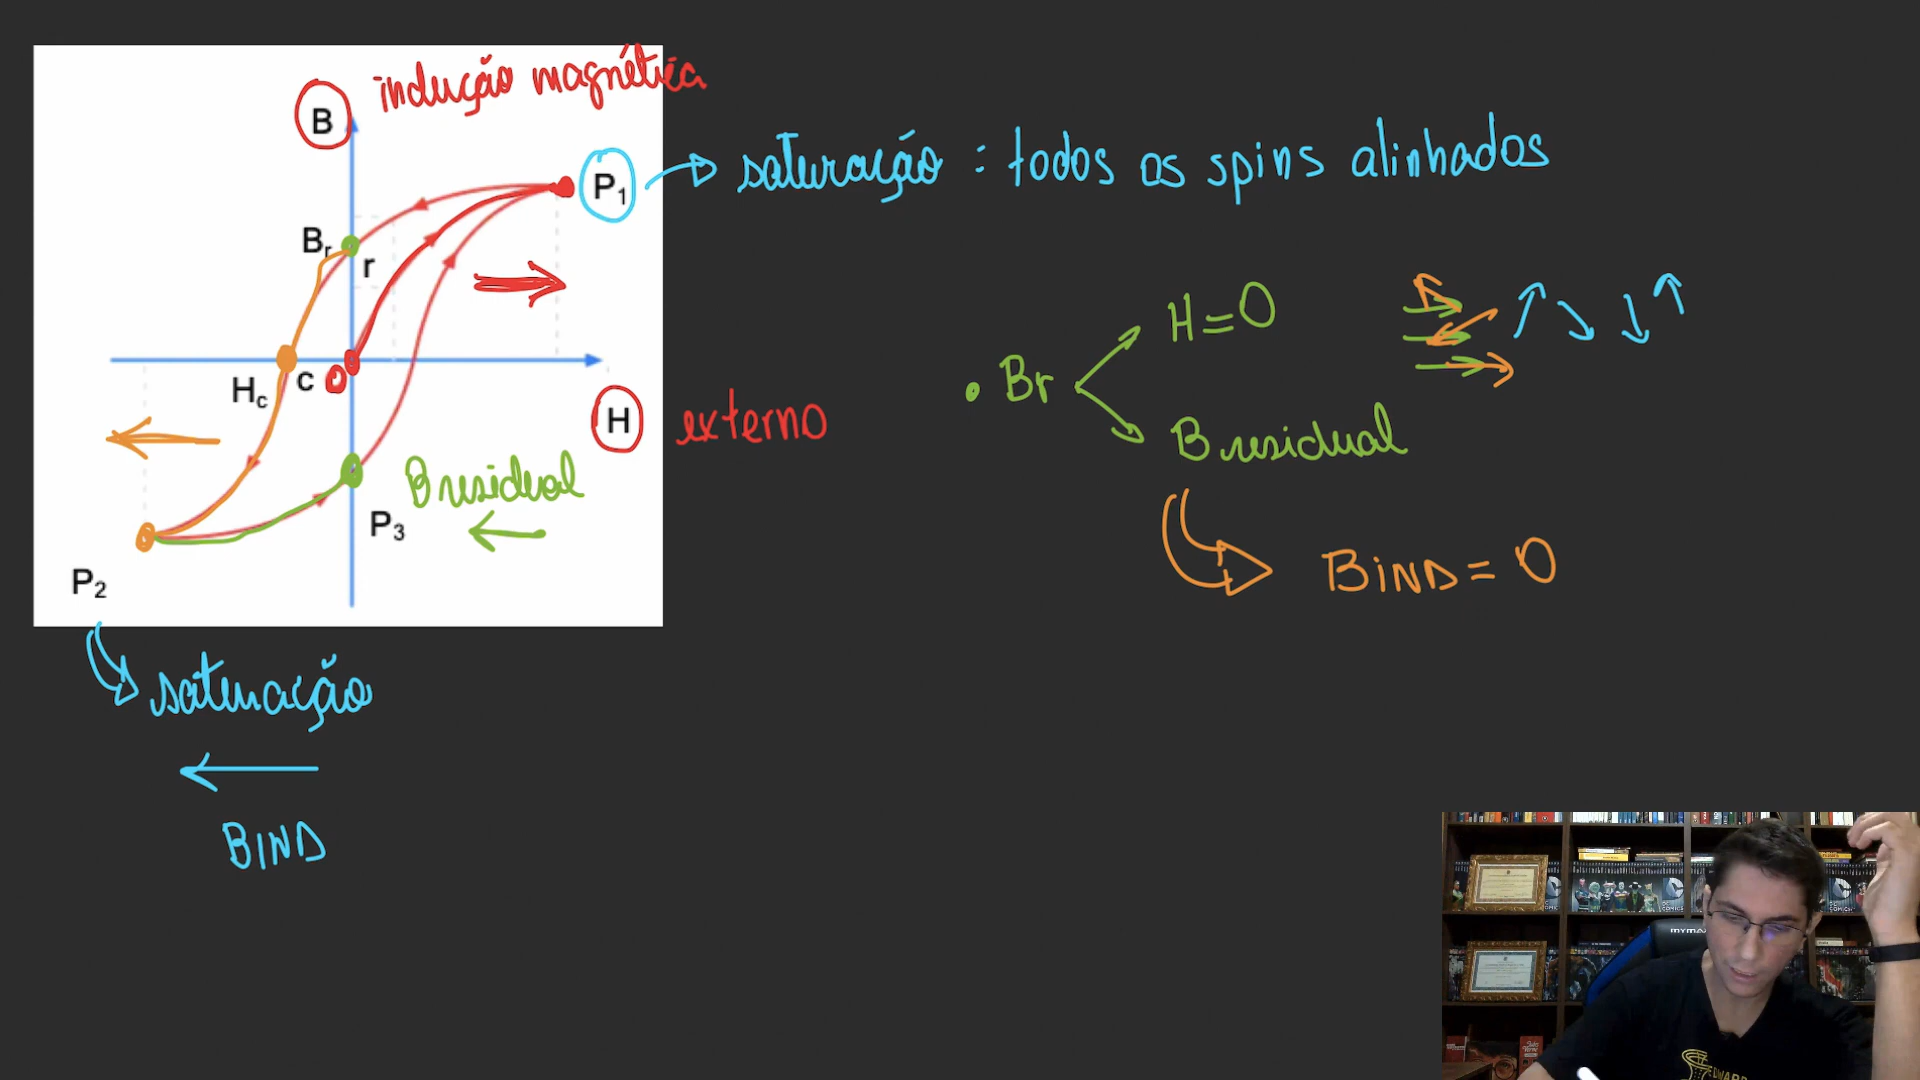 B indução magnética
P1 saturação : todos os spins alinhados
Br
r
H=0
• Br
Hc
c
O
H externo
B residual
B residual
P3
BIND = 0
P2
saturação
BIND